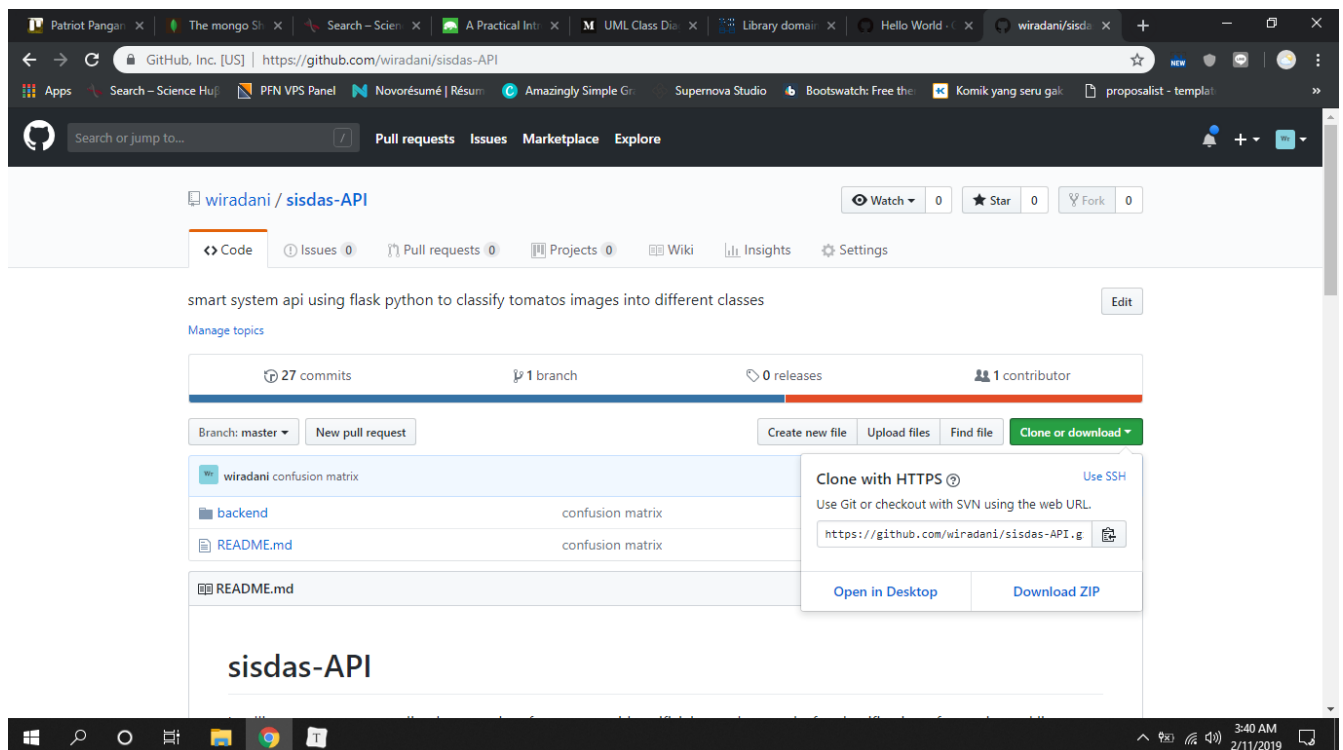 Patriot Pangan
The mongo Sh
Search – Scien
A Practical Intr
M UML Class Dia
Library domain
Hello World · G
wiradani/sisda
GitHub, Inc. [US] | https://github.com/wiradani/sisdas-API
NEW
Apps
Search – Science Huß
PFN VPS Panel
Novorésumé | Résum
Amazingly Simple Gr
Supernova Studio
Bootswatch: Free the
Komik yang seru gak
proposalist - templat
»
Search or jump to...
/
Pull requests Issues Marketplace Explore
wiradani / sisdas-API
Watch 0
Star 0
Fork 0
Code
Issues 0
Pull requests 0
Projects 0
Wiki
Insights
Settings
smart system api using flask python to classify tomatos images into different classes
Edit
Manage topics
27 commits
1 branch
0 releases
1 contributor
Branch: master
New pull request
Create new file
Upload files
Find file
Clone or download
wiradani confusion matrix
Clone with HTTPS
Use SSH
Use Git or checkout with SVN using the web URL.
backend
confusion matrix
https://github.com/wiradani/sisdas-API.g
README.md
confusion matrix
Open in Desktop
Download ZIP
README.md
sisdas-API
T
3:40 AM
2/11/2019